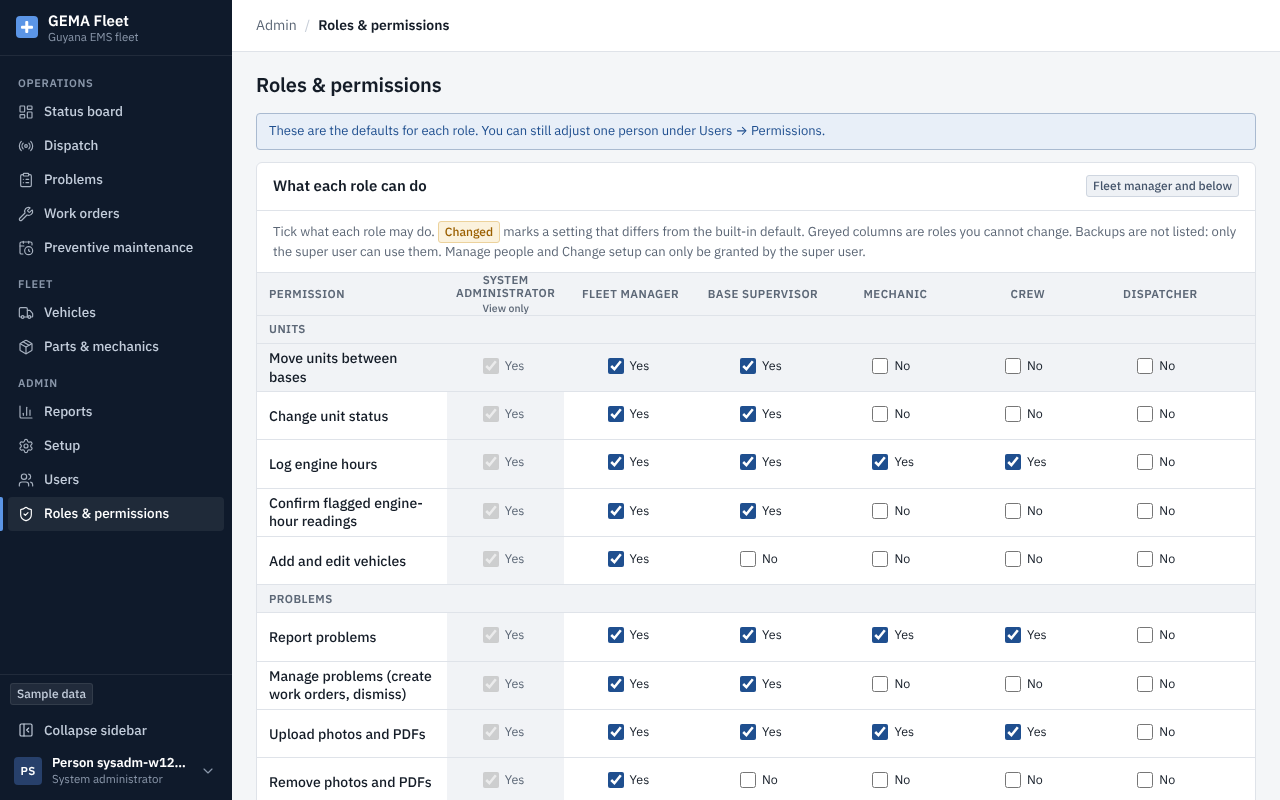 GEMA Fleet
Guyana EMS fleet
OPERATIONS
Status board
Dispatch
Problems
Work orders
Preventive maintenance
FLEET
Vehicles
Parts & mechanics
ADMIN
Reports
Setup
Users
Roles & permissions
Sample data
Collapse sidebar
PS
Person sysadm-w12...
System administrator
Admin / Roles & permissions
Roles & permissions
These are the defaults for each role. You can still adjust one person under Users → Permissions.
What each role can do
Fleet manager and below
Tick what each role may do. Changed marks a setting that differs from the built-in default. Greyed columns are roles you cannot change. Backups are not listed: only
the super user can use them. Manage people and Change setup can only be granted by the super user.
PERMISSION SYSTEM ADMINISTRATOR View only FLEET MANAGER BASE SUPERVISOR MECHANIC CREW DISPATCHER
UNITS
Move units between bases Yes Yes Yes No No No
Change unit status Yes Yes Yes No No No
Log engine hours Yes Yes Yes Yes Yes No
Confirm flagged engine-hour readings Yes Yes Yes No No No
Add and edit vehicles Yes Yes No No No No
PROBLEMS
Report problems Yes Yes Yes Yes Yes No
Manage problems (create work orders, dismiss) Yes Yes Yes No No No
Upload photos and PDFs Yes Yes Yes Yes Yes No
Remove photos and PDFs Yes Yes No No No No